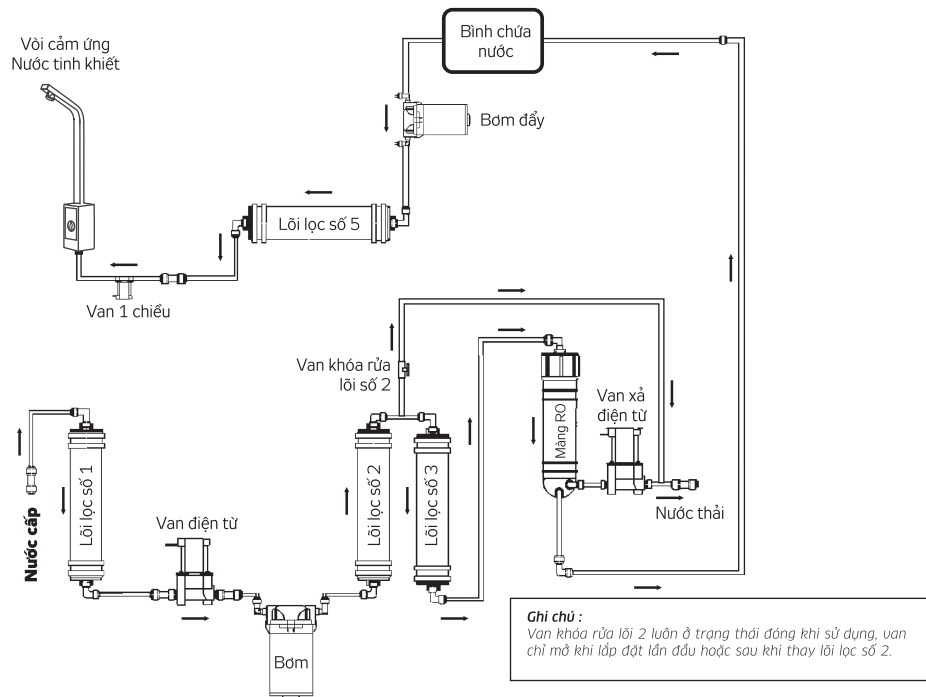 Bình chứa
nước
Vòi cảm ứng
Nước tinh khiết
Bơm đẩy
Lõi lọc số 5
Van 1 chiều
Van khóa rửa
lõi số 2
Van xả
điện từ
Màng RO
Nước thải
Nước cấp
Lõi lọc số 1
Van điện từ
Lõi lọc số 2
Lõi lọc số 3
Bơm
Ghi chú :
Van khóa rửa lõi 2 luôn ở trạng thái đóng khi sử dụng, van
chỉ mở khi lắp đặt lần đầu hoặc sau khi thay lõi lọc số 2.